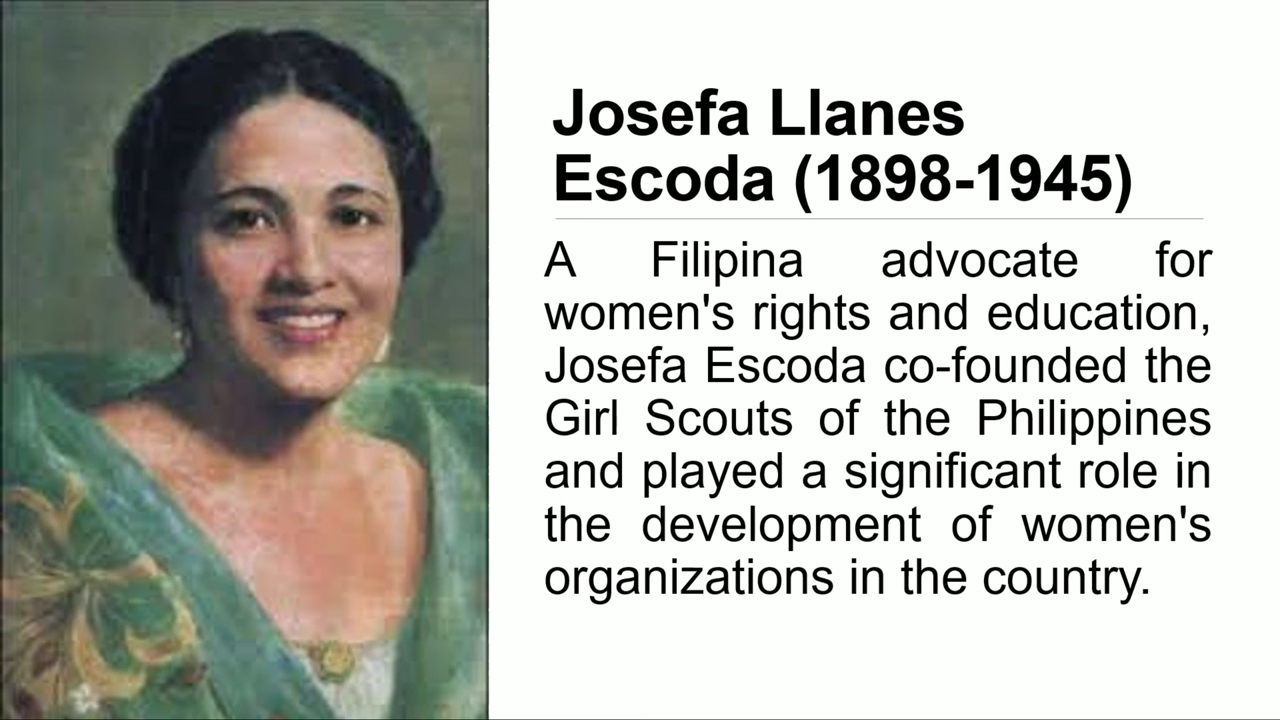 Josefa Llanes
Escoda (1898-1945)
A Filipina advocate for
women's rights and education,
Josefa Escoda co-founded the
Girl Scouts of the Philippines
and played a significant role in
the development of women's
organizations in the country.